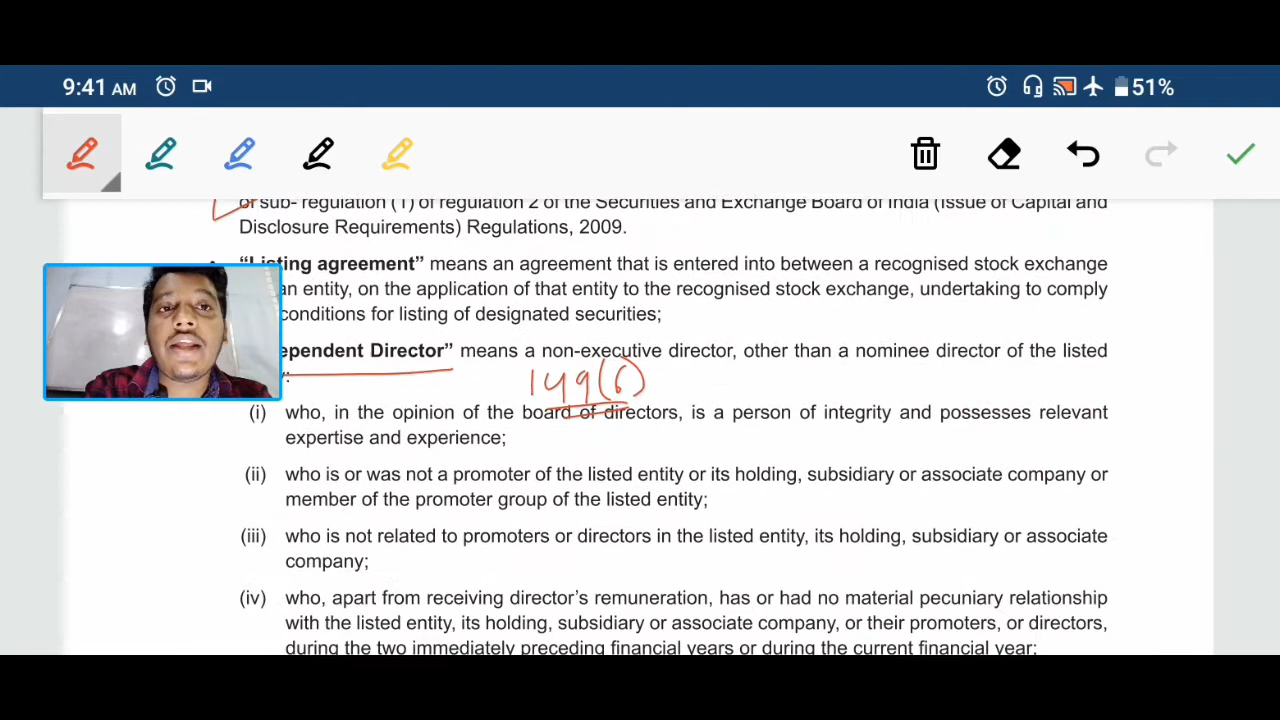 9:41 AM
51%
of sub- regulation (1) of regulation 2 of the Securities and Exchange Board of India (Issue of Capital and
Disclosure Requirements) Regulations, 2009.
• “Listing agreement” means an agreement that is entered into between a recognised stock exchange
an entity, on the application of that entity to the recognised stock exchange, undertaking to comply
conditions for listing of designated securities;
ependent Director” means a non-executive director, other than a nominee director of the listed
149(6)
(i) who, in the opinion of the board of directors, is a person of integrity and possesses relevant
expertise and experience;
(ii) who is or was not a promoter of the listed entity or its holding, subsidiary or associate company or
member of the promoter group of the listed entity;
(iii) who is not related to promoters or directors in the listed entity, its holding, subsidiary or associate
company;
(iv) who, apart from receiving director’s remuneration, has or had no material pecuniary relationship
with the listed entity, its holding, subsidiary or associate company, or their promoters, or directors,
during the two immediately preceding financial years or during the current financial year;